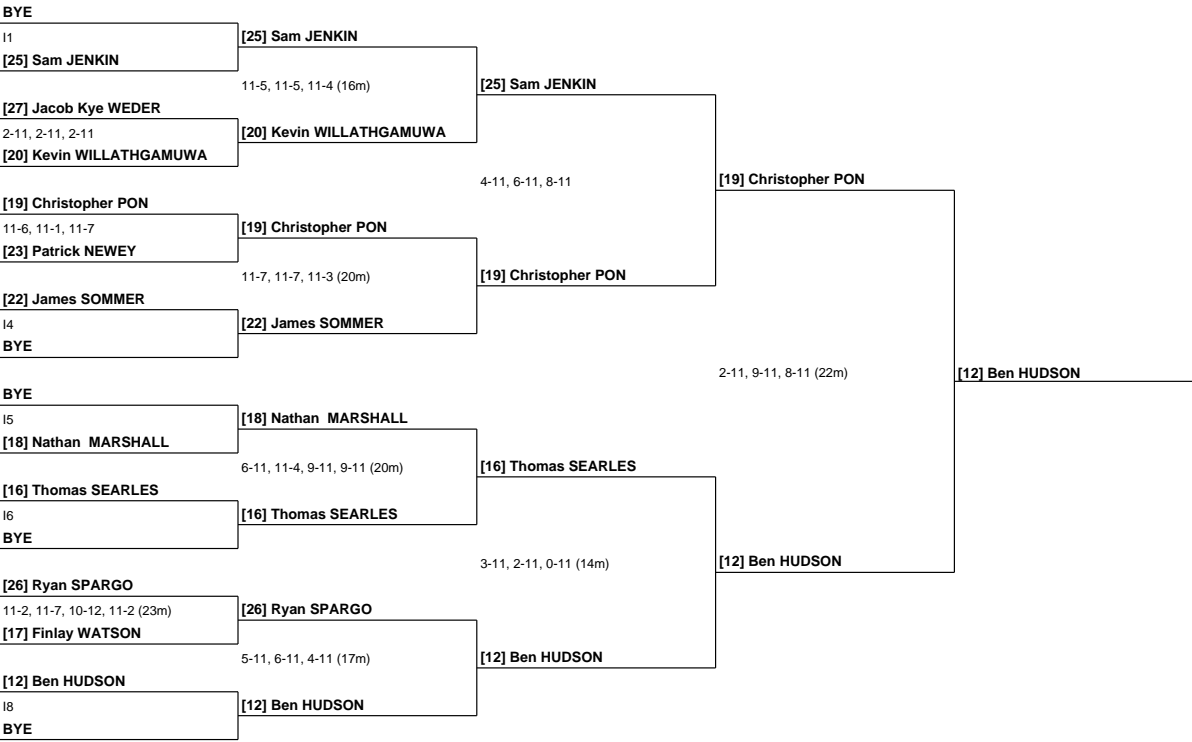 BYE
I1
[25] Sam JENKIN
[27] Jacob Kye WEDER
2-11, 2-11, 2-11
[20] Kevin WILLATHGAMUWA
[19] Christopher PON
11-6, 11-1, 11-7
[23] Patrick NEWEY
[22] James SOMMER
I4
BYE
BYE
I5
[18] Nathan  MARSHALL
[16] Thomas SEARLES
I6
BYE
[26] Ryan SPARGO
11-2, 11-7, 10-12, 11-2 (23m)
[17] Finlay WATSON
[12] Ben HUDSON
I8
BYE
[25] Sam JENKIN
11-5, 11-5, 11-4 (16m)
[20] Kevin WILLATHGAMUWA
[19] Christopher PON
11-7, 11-7, 11-3 (20m)
[22] James SOMMER
[18] Nathan  MARSHALL
6-11, 11-4, 9-11, 9-11 (20m)
[16] Thomas SEARLES
[26] Ryan SPARGO
5-11, 6-11, 4-11 (17m)
[12] Ben HUDSON
[25] Sam JENKIN
4-11, 6-11, 8-11
[19] Christopher PON
[16] Thomas SEARLES
3-11, 2-11, 0-11 (14m)
[12] Ben HUDSON
[19] Christopher PON
2-11, 9-11, 8-11 (22m)
[12] Ben HUDSON
[12] Ben HUDSON